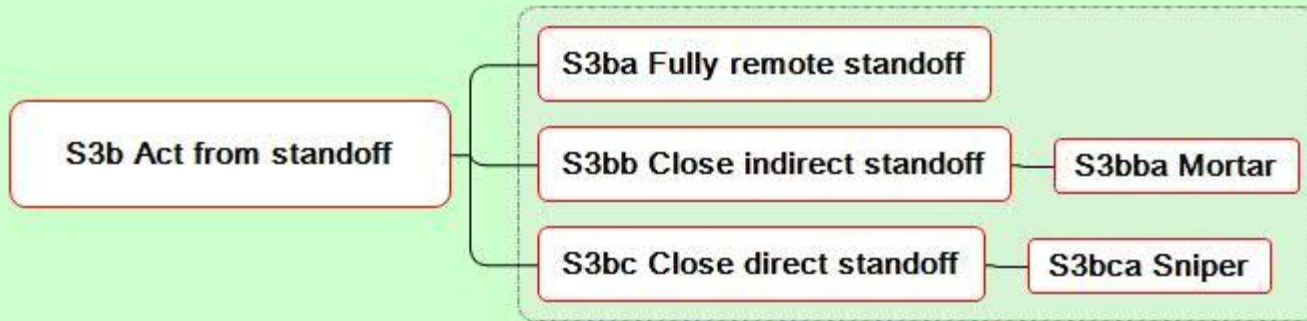 S3ba Fully remote standoff
S3b Act from standoff
S3bb Close indirect standoff
S3bba Mortar
S3bc Close direct standoff
S3bca Sniper